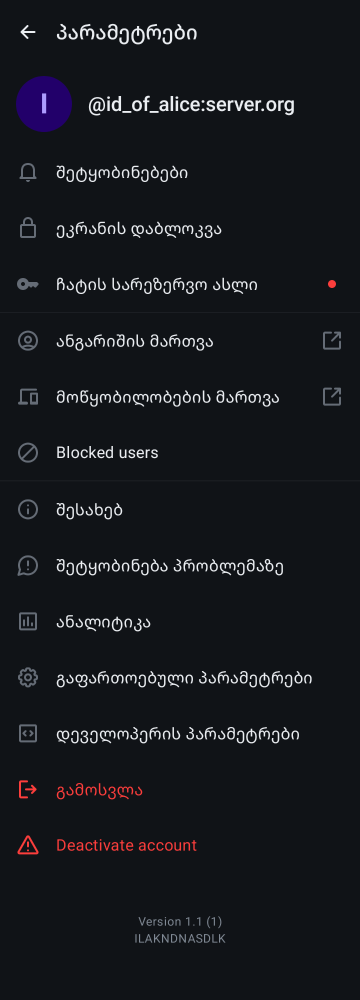 პარამეტრები
I
@id_of_alice:server.org
შეტყობინებები
ეკრანის დაბლოკვა
ჩატის სარეზერვო ასლი
ანგარიშის მართვა
მოწყობილობების მართვა
Blocked users
შესახებ
შეტყობინება პრობლემაზე
ანალიტიკა
გაფართოებული პარამეტრები
დეველოპერის პარამეტრები
გამოსვლა
Deactivate account
Version 1.1 (1)
ILAKNDNASDLK